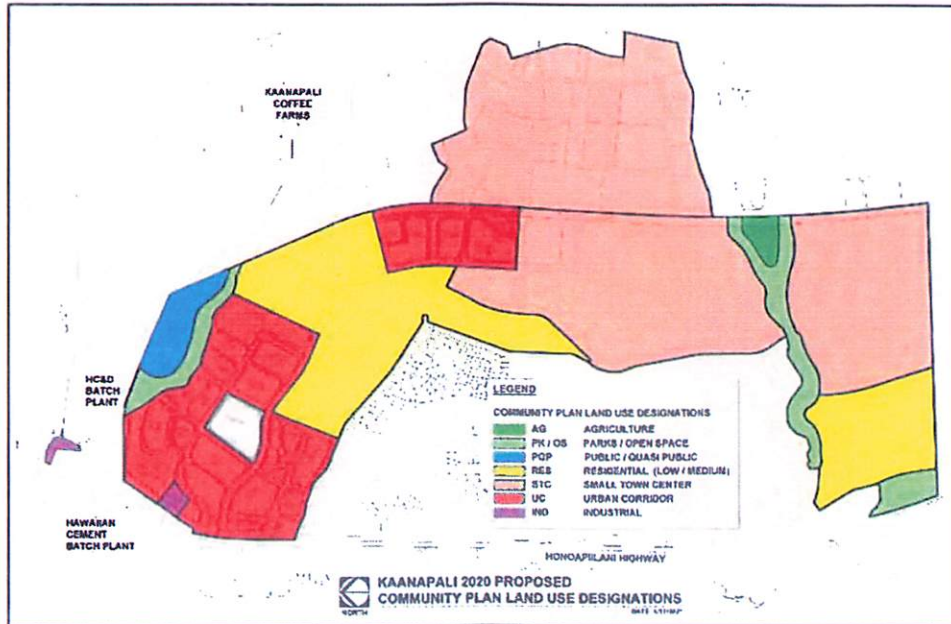 KAANAPALI
COFFEE
FARMS
HC&D
BATCH
PLANT
HAWAIIAN
CEMENT
BATCH PLANT
LEGEND
COMMUNITY PLAN LAND USE DESIGNATIONS
AG AGRICULTURE
PK / OS PARKS / OPEN SPACE
PQP PUBLIC / QUASI PUBLIC
RES RESIDENTIAL (LOW / MEDIUM)
STC SMALL TOWN CENTER
UC URBAN CORRIDOR
IND INDUSTRIAL
HONOAPIILANI HIGHWAY
KAANAPALI 2020 PROPOSED
COMMUNITY PLAN LAND USE DESIGNATIONS
NORTH
DATE